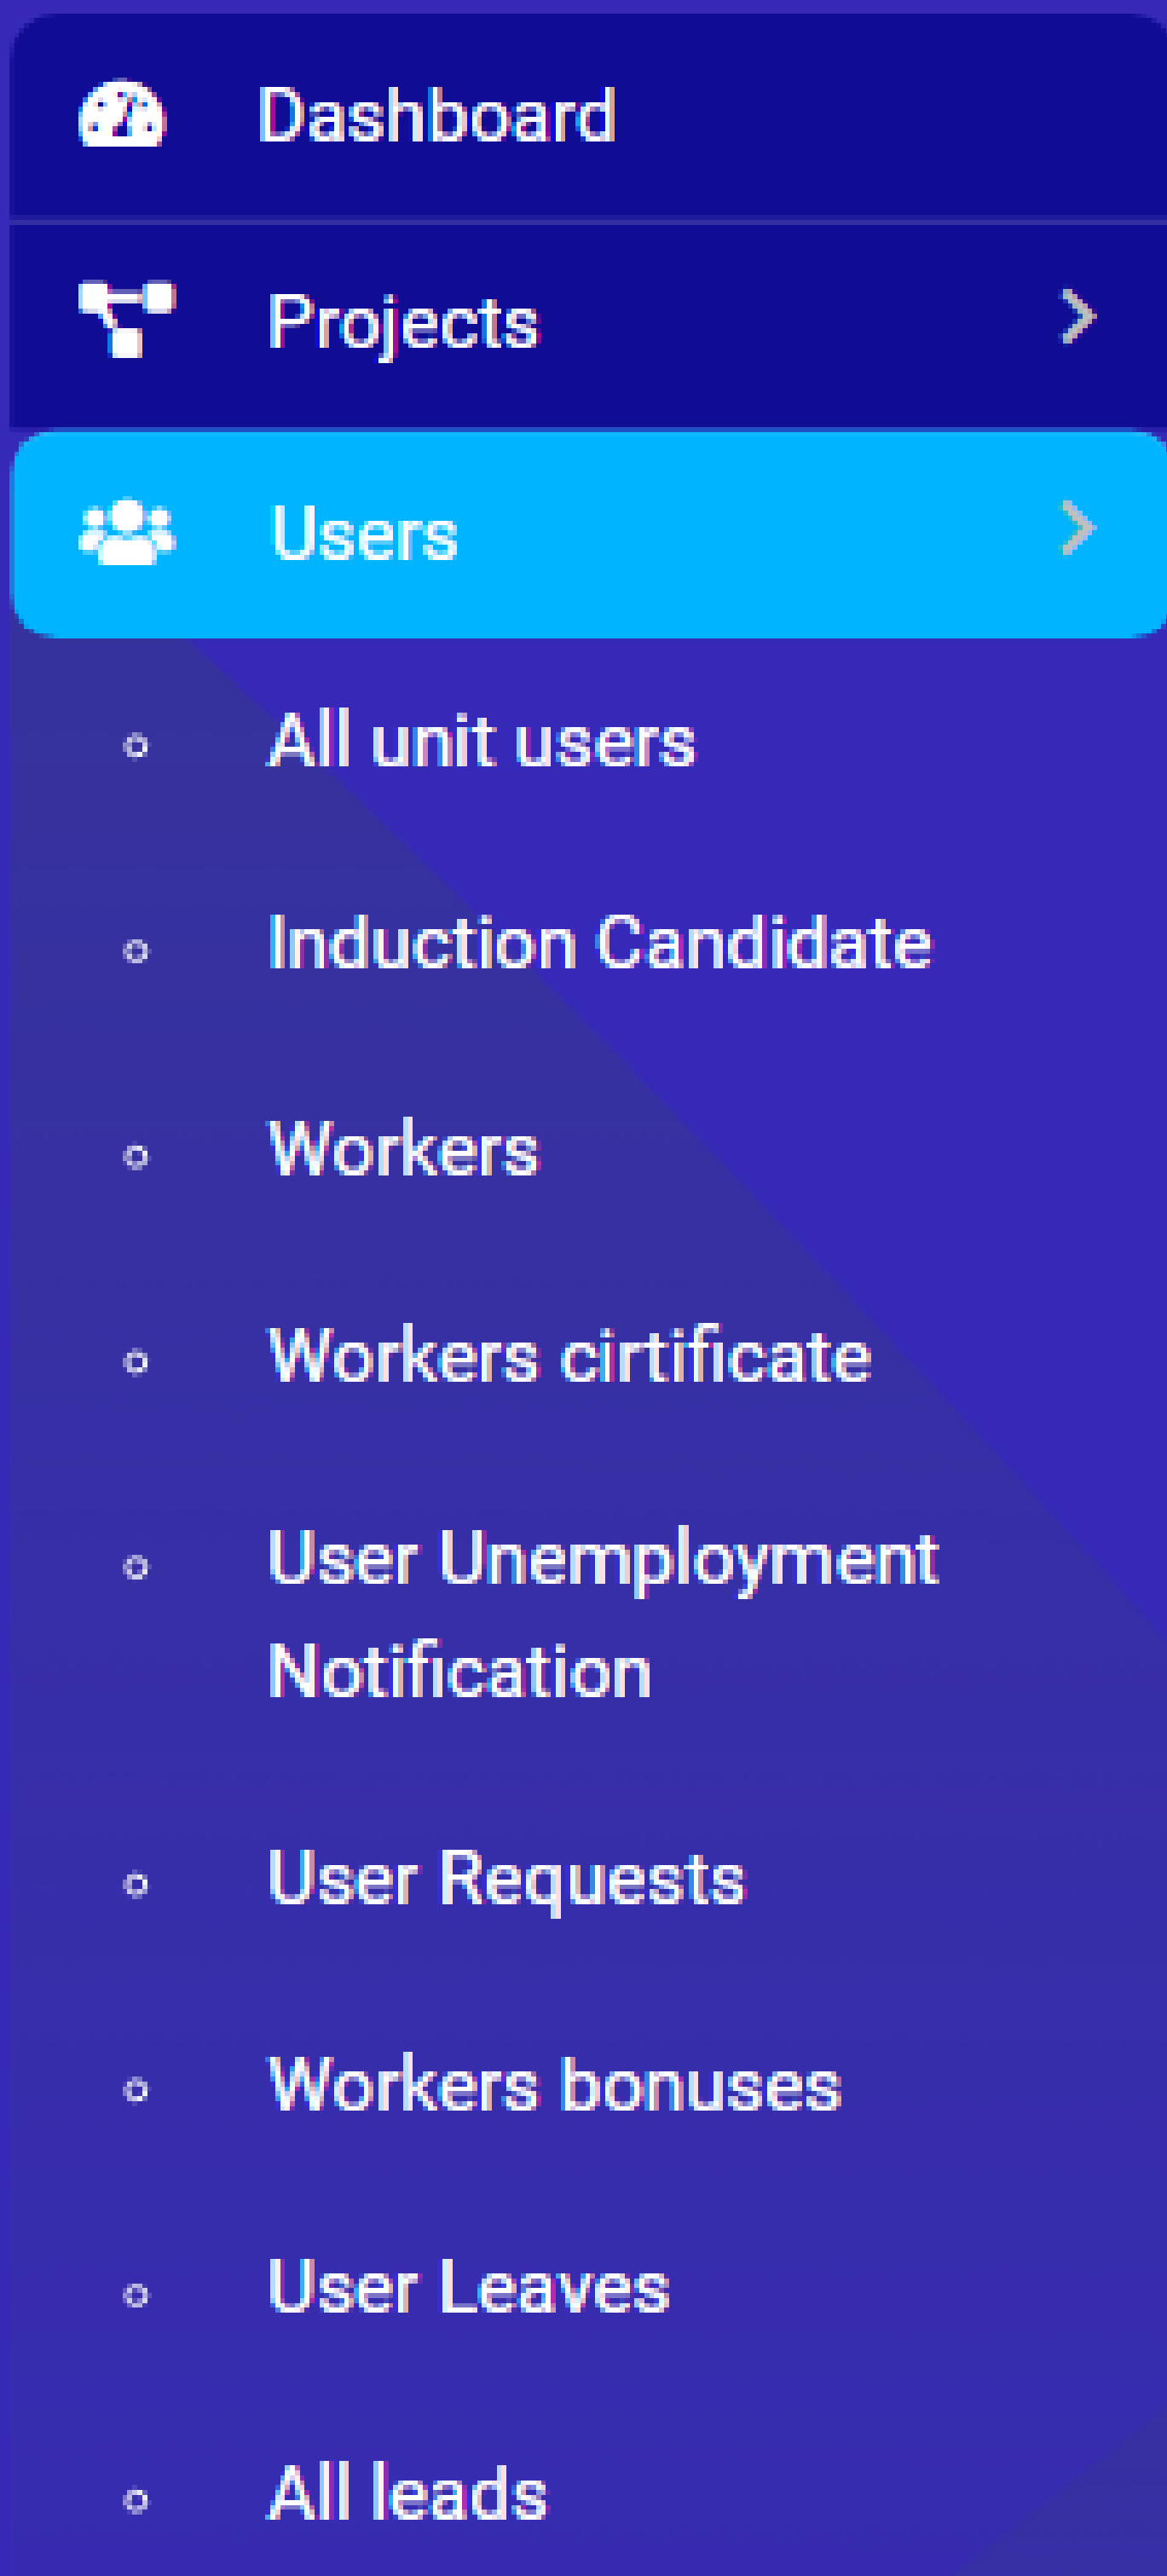 Dashboard
Projects
Users
All unit users
Induction Candidate
Workers
Workers cirtificate
User Unemployment
Notification
User Requests
Workers bonuses
User Leaves
All leads